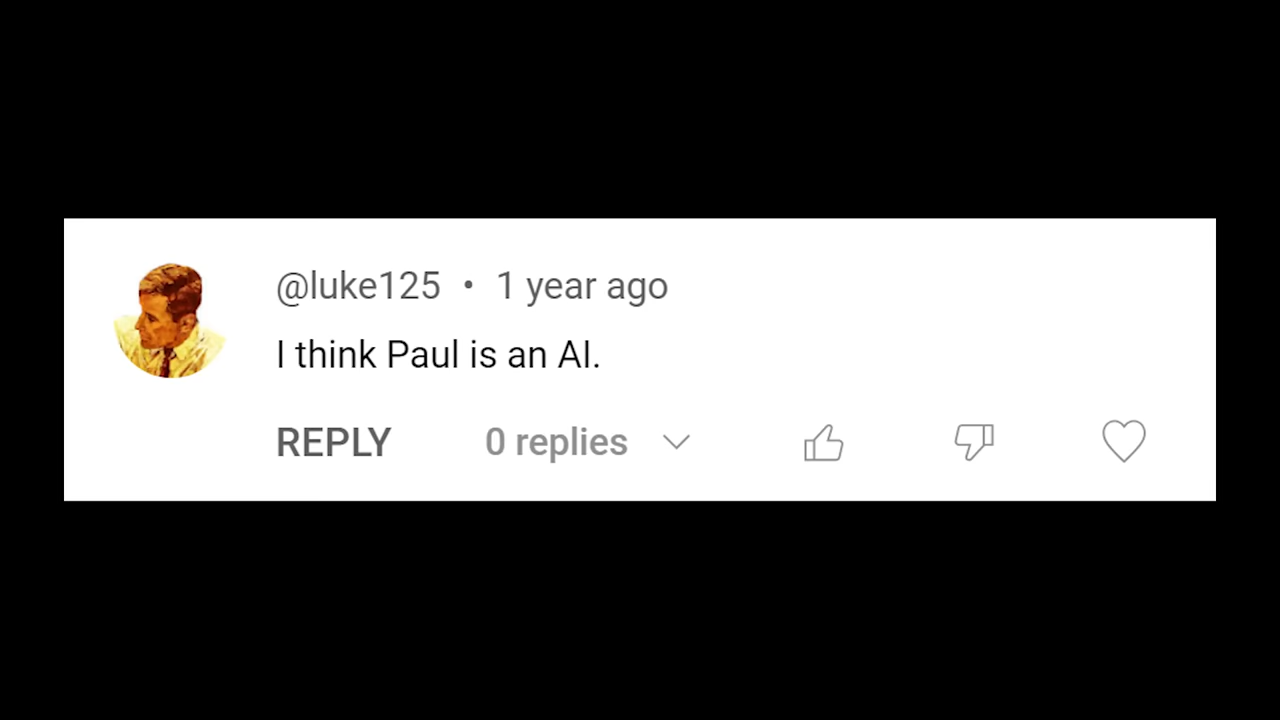 @luke125 • 1 year ago
I think Paul is an AI.
REPLY 0 replies